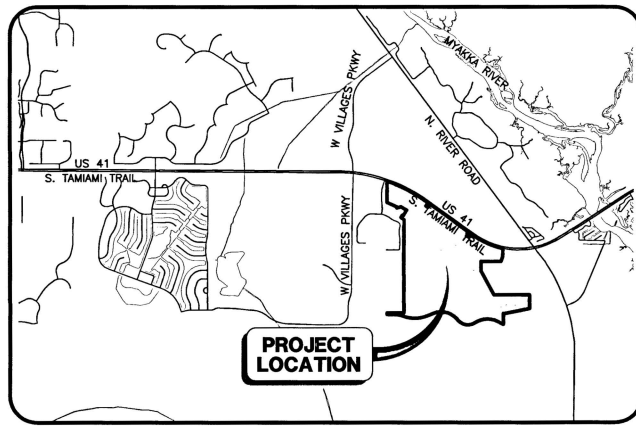 MYAKKA RIVER
W VILLAGES PKWY
N. RIVER ROAD
US 41
S. TAMIAMI TRAIL
US 41
S. TAMIAMI TRAIL
W VILLAGES PKWY
PROJECT
LOCATION